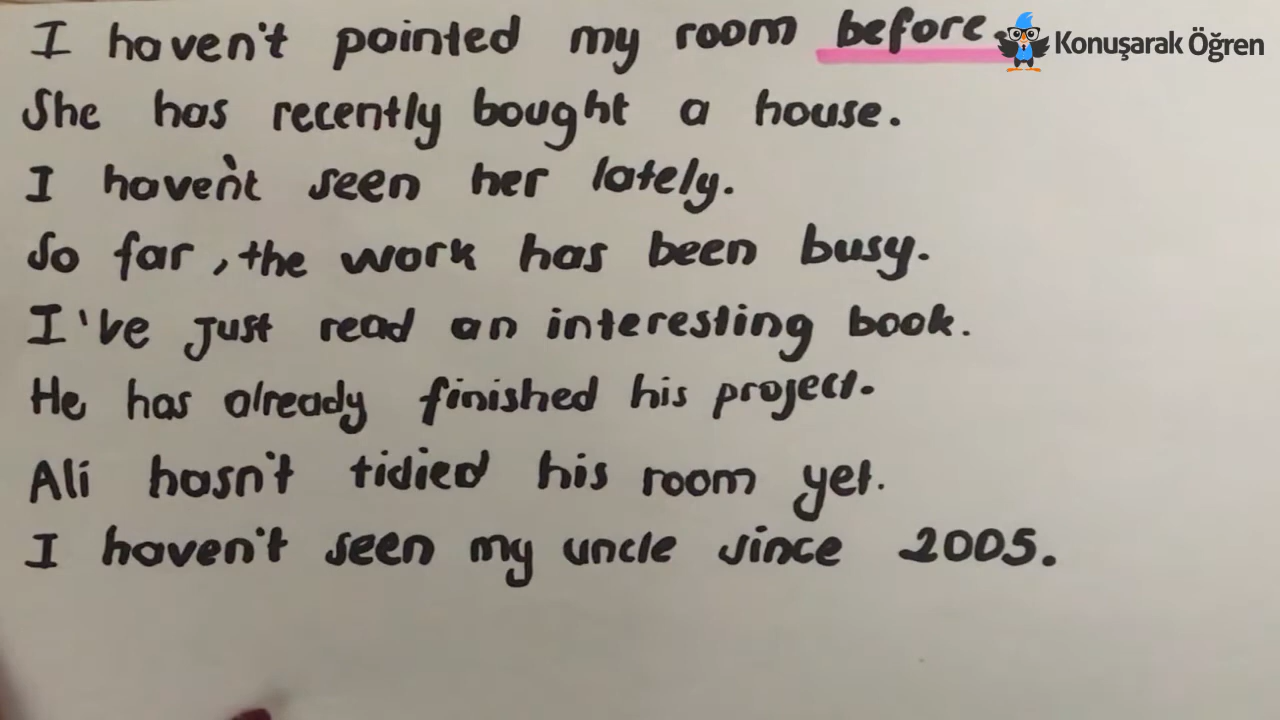 I haven't painted my room before.
Konuşarak Öğren
She has recently bought a house.
I haven't seen her lately.
So far, the work has been busy.
I've just read an interesting book.
He has already finished his project.
Ali hasn't tidied his room yet.
I haven't seen my uncle since 2005.